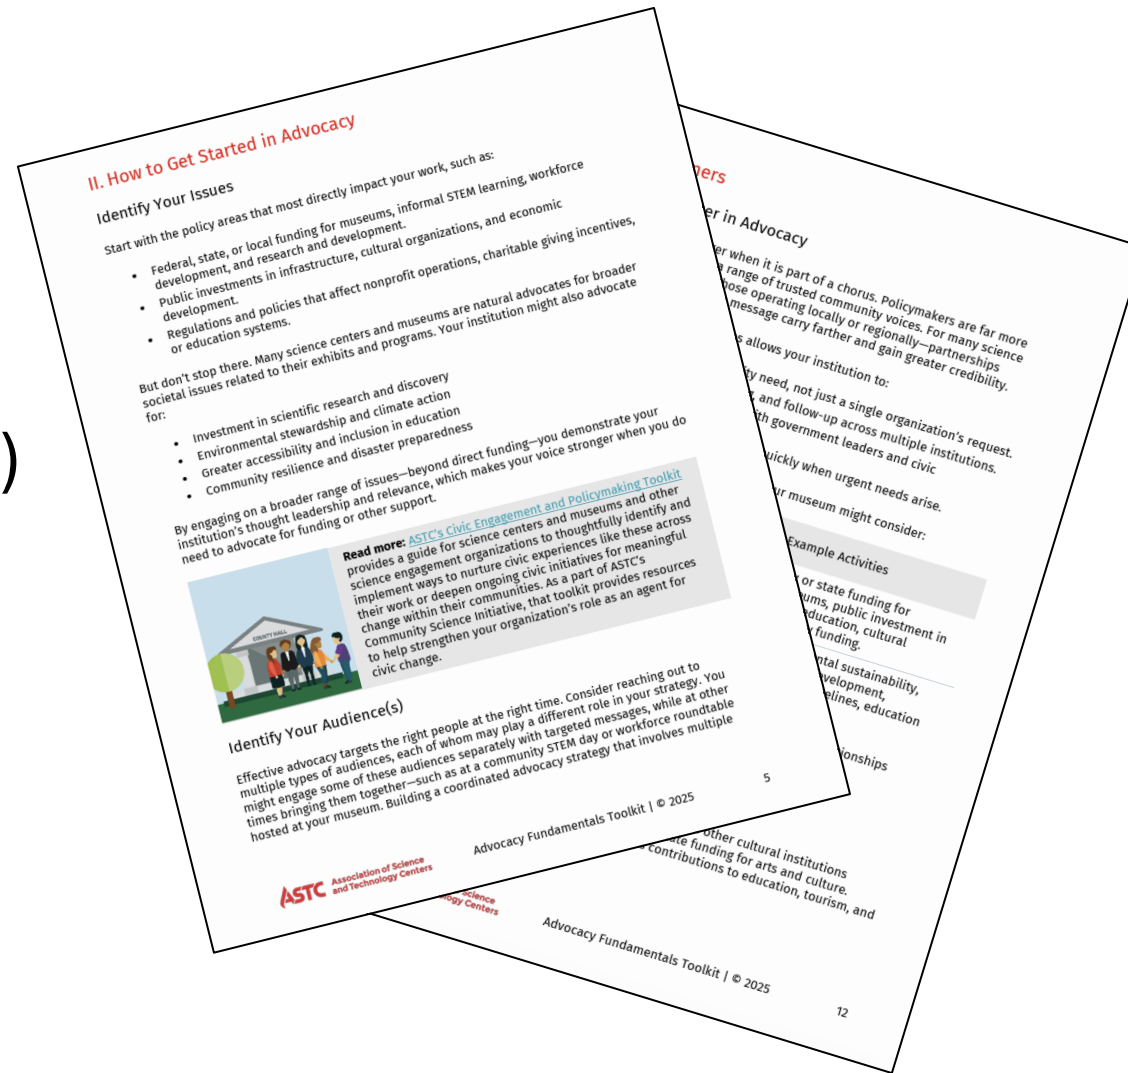 )
II. How to Get Started in Advocacy
Identify Your Issues
Start with the policy areas that most directly impact your work, such as:
• Federal, state, or local funding for museums, informal STEM learning, workforce
development, and research and development.
• Public investments in infrastructure, cultural organizations, and economic
development.
• Regulations and policies that affect nonprofit operations, charitable giving incentives,
or education systems.
But don't stop there. Many science centers and museums are natural advocates for broader
societal issues related to their exhibits and programs. Your institution might also advocate
for:
• Investment in scientific research and discovery
• Environmental stewardship and climate action
• Greater accessibility and inclusion in education
• Community resilience and disaster preparedness
By engaging on a broader range of issues—beyond direct funding—you demonstrate your
institution's thought leadership and relevance, which makes your voice stronger when you do
need to advocate for funding or other support.
COUNTY HALL
Read more: ASTC's Civic Engagement and Policymaking Toolkit
provides a guide for science centers and museums and other
science engagement organizations to thoughtfully identify and
implement ways to nurture civic experiences like these across
their work or deepen ongoing civic initiatives for meaningful
change within their communities. As a part of ASTC's
Community Science Initiative, that toolkit provides resources
to help strengthen your organization's role as an agent for
civic change.
Identify Your Audience(s)
Effective advocacy targets the right people at the right time. Consider reaching out to
multiple types of audiences, each of whom may play a different role in your strategy. You
might engage some of these audiences separately with targeted messages, while at other
times bringing them together—such as at a community STEM day or workforce roundtable
hosted at your museum. Building a coordinated advocacy strategy that involves multiple
5
ASTC Association of Science
and Technology Centers
Advocacy Fundamentals Toolkit | © 2025
ners
er in Advocacy
er when it is part of a chorus. Policymakers are far more
a range of trusted community voices. For many science
hose operating locally or regionally—partnerships
message carry farther and gain greater credibility.
s allows your institution to:
ity need, not just a single organization's request.
, and follow-up across multiple institutions.
ith government leaders and civic
uickly when urgent needs arise.
ur museum might consider:
Example Activities
or state funding for
ums, public investment in
education, cultural
funding.
ntal sustainability,
evelopment,
elines, education
ionships
other cultural institutions
ate funding for arts and culture.
contributions to education, tourism, and
Science
ogy Centers
Advocacy Fundamentals Toolkit | © 2025
12